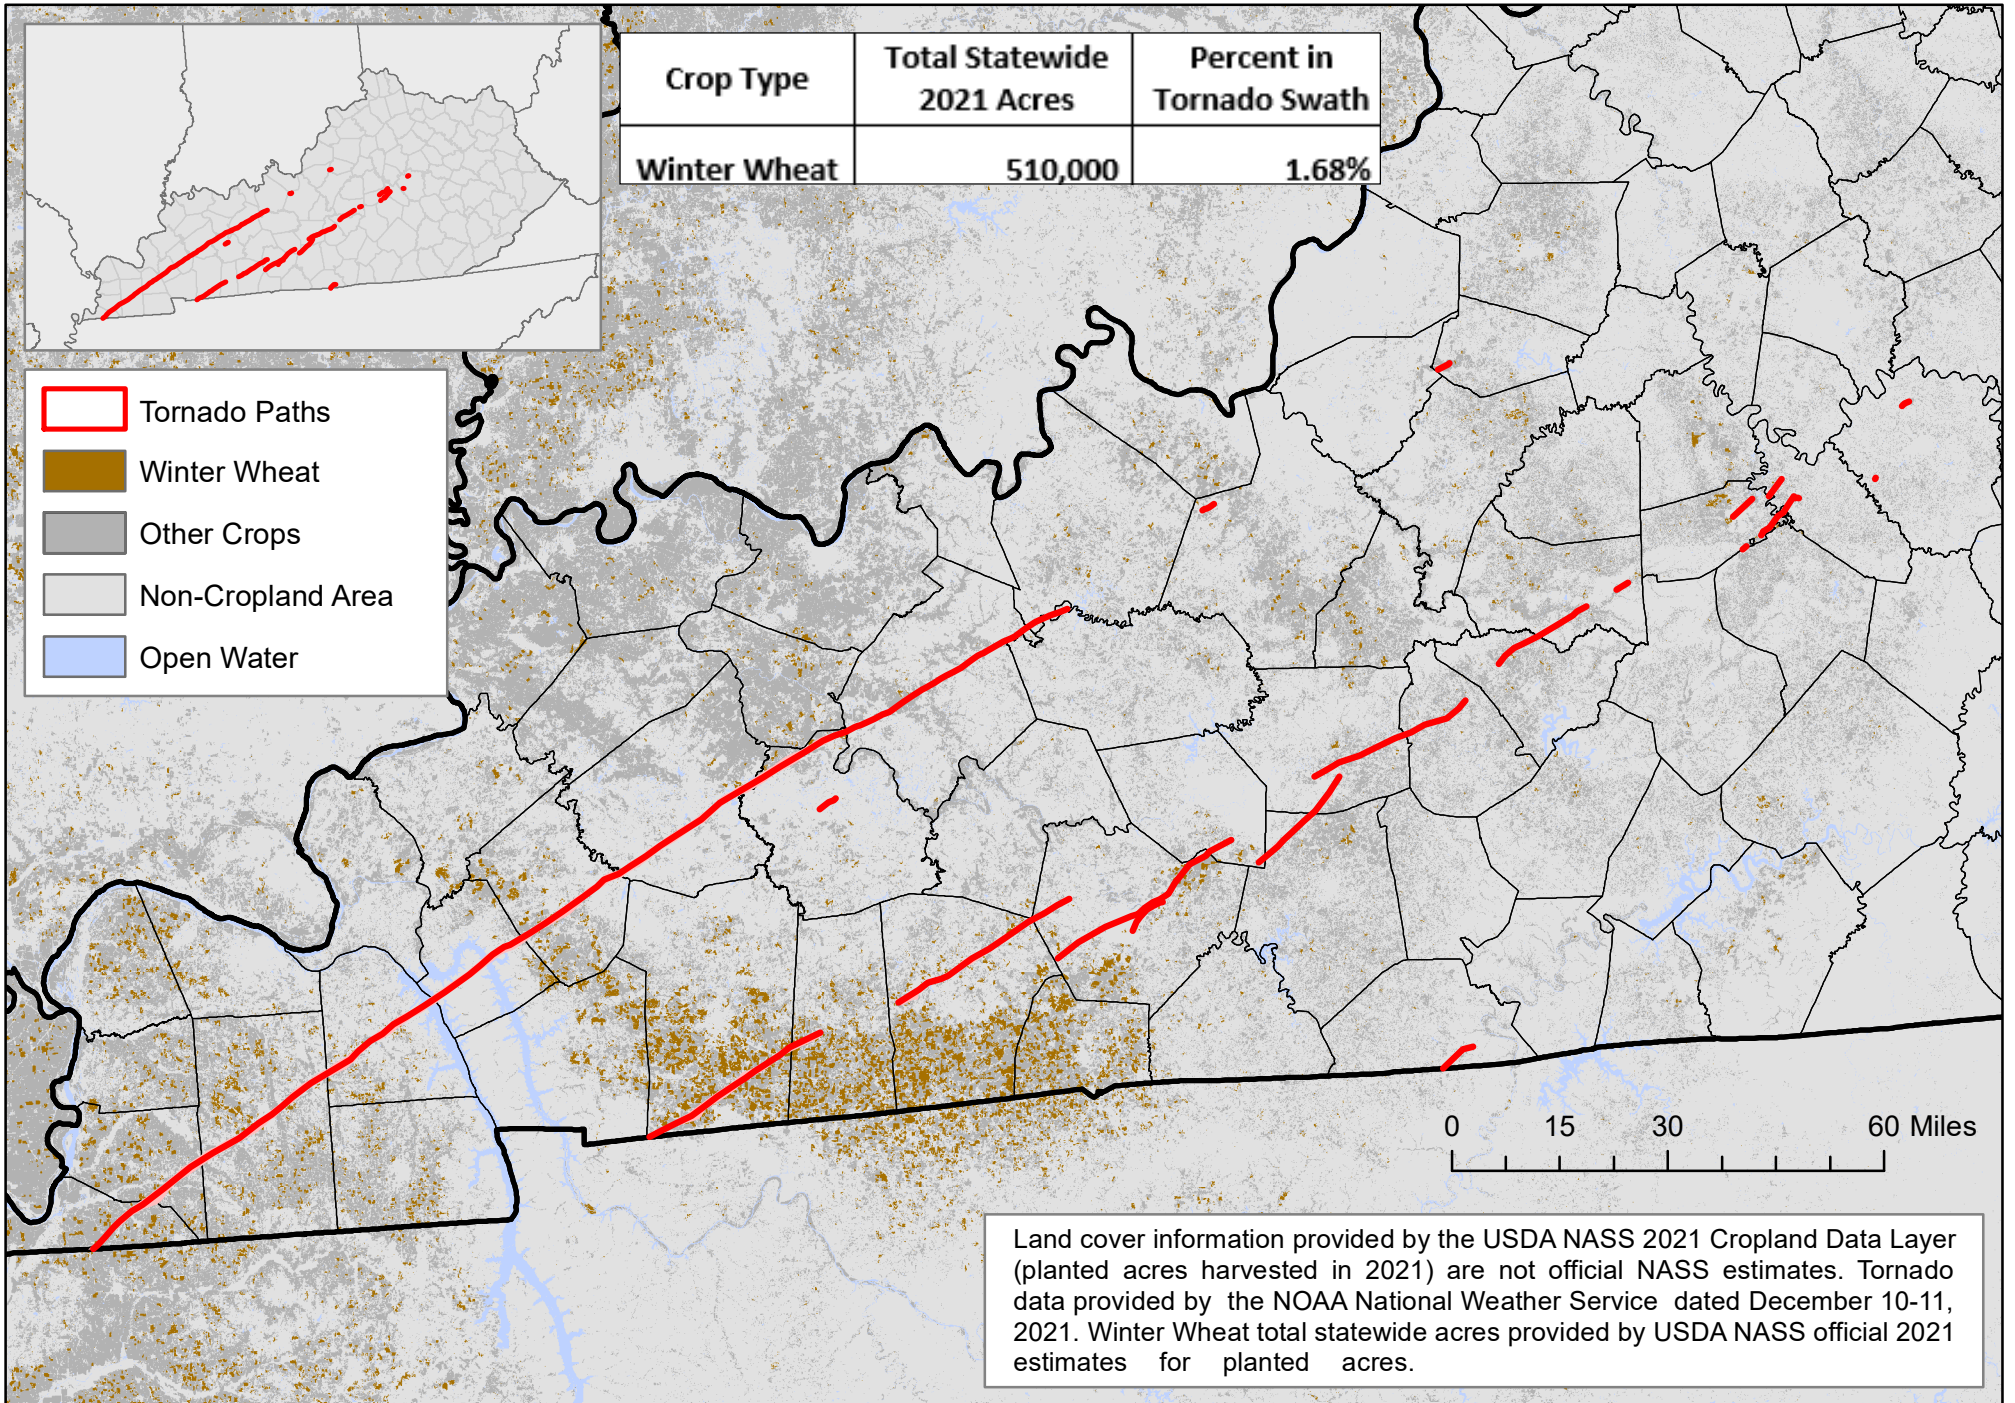 Crop Type
Total Statewide
2021 Acres
Percent in
Tornado Swath
Winter Wheat
510,000
1.68%
Tornado Paths
Winter Wheat
Other Crops
Non-Cropland Area
Open Water
0 15 30 60 Miles
Land cover information provided by the USDA NASS 2021 Cropland Data Layer
(planted acres harvested in 2021) are not official NASS estimates. Tornado
data provided by the NOAA National Weather Service dated December 10-11,
2021. Winter Wheat total statewide acres provided by USDA NASS official 2021
estimates for planted acres.